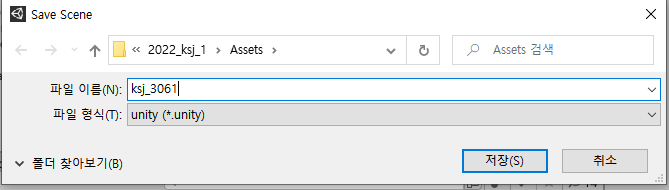 Save Scene
« 2022_ksj_1 > Assets >
Assets 검색
파일 이름(N): ksj_3061
파일 형식(T): unity (*.unity)
폴더 찾아보기(B)
저장(S)
취소